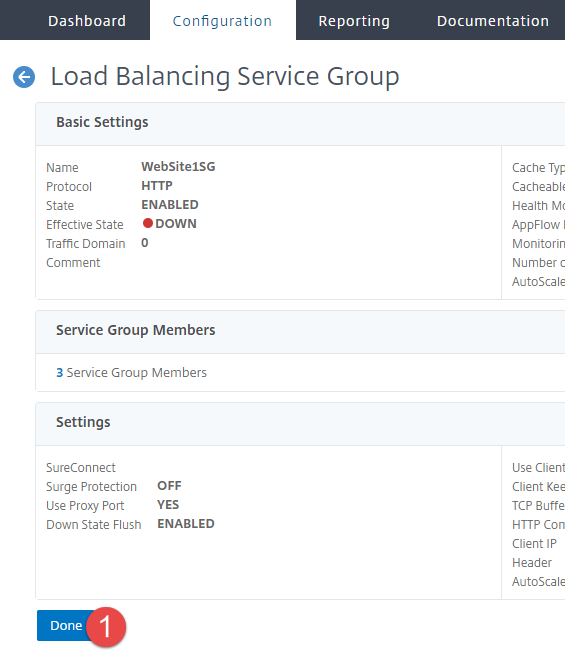 Dashboard Configuration Reporting Documentation
Load Balancing Service Group
Basic Settings
Name WebSite1SG Cache Typ
Protocol HTTP Cacheable
State ENABLED Health Mo
Effective State DOWN AppFlow
Traffic Domain 0 Monitorin
Comment Number o
AutoScale
Service Group Members
3 Service Group Members
Settings
SureConnect Use Client
Surge Protection OFF Client Kee
Use Proxy Port YES TCP Buffe
Down State Flush ENABLED HTTP Com
Client IP
Header
AutoScale
Done 1